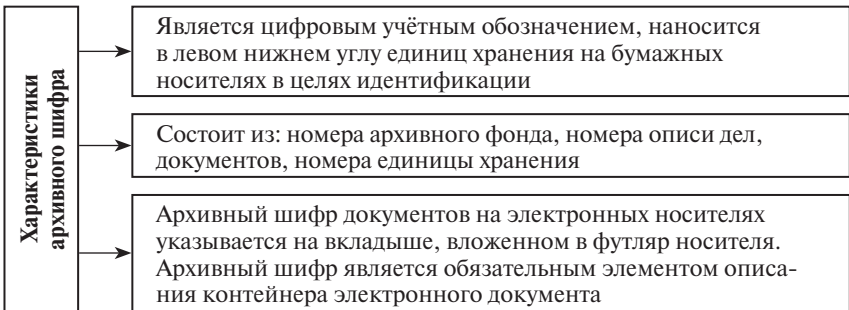 Характеристики
архивного шифра
Является цифровым учётным обозначением, наносится
в левом нижнем углу единиц хранения на бумажных
носителях в целях идентификации
Состоит из: номера архивного фонда, номера описи дел,
документов, номера единицы хранения
Архивный шифр документов на электронных носителях
указывается на вкладыше, вложенном в футляр носителя.
Архивный шифр является обязательным элементом описа-
ния контейнера электронного документа